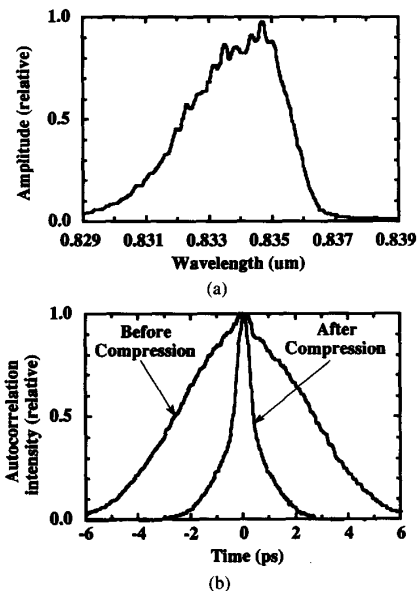 1.0
0.5
0.0
Amplitude (relative)
0.829 0.831 0.833 0.835 0.837 0.839
Wavelength (um)
(a)
1.0
0.5
0.0
Autocorrelation
intensity (relative)
Before
Compression
After
Compression
-6 -4 -2 0 2 4 6
Time (ps)
(b)